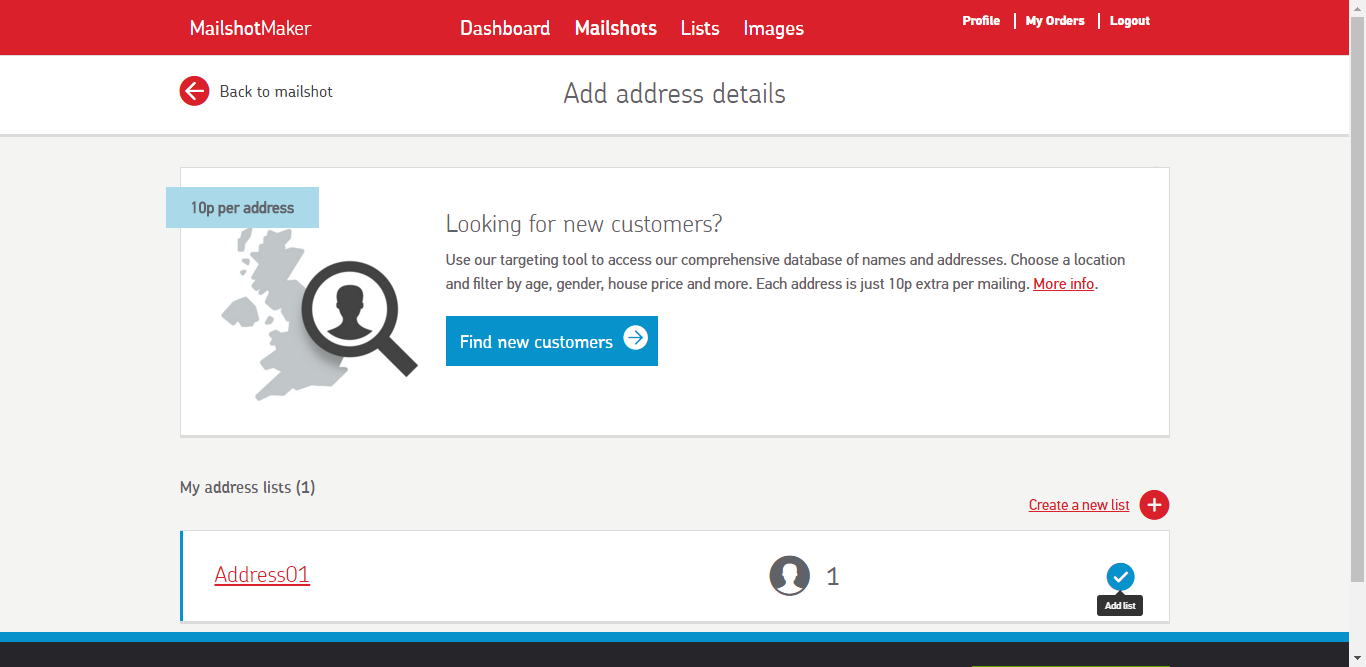 MailshotMaker
Dashboard Mailshots Lists Images
Profile My Orders Logout
Back to mailshot
Add address details
10p per address
Looking for new customers?
Use our targeting tool to access our comprehensive database of names and addresses. Choose a location
and filter by age, gender, house price and more. Each address is just 10p extra per mailing. More info.
Find new customers
My address lists (1)
Create a new list
Address01
1
Add list